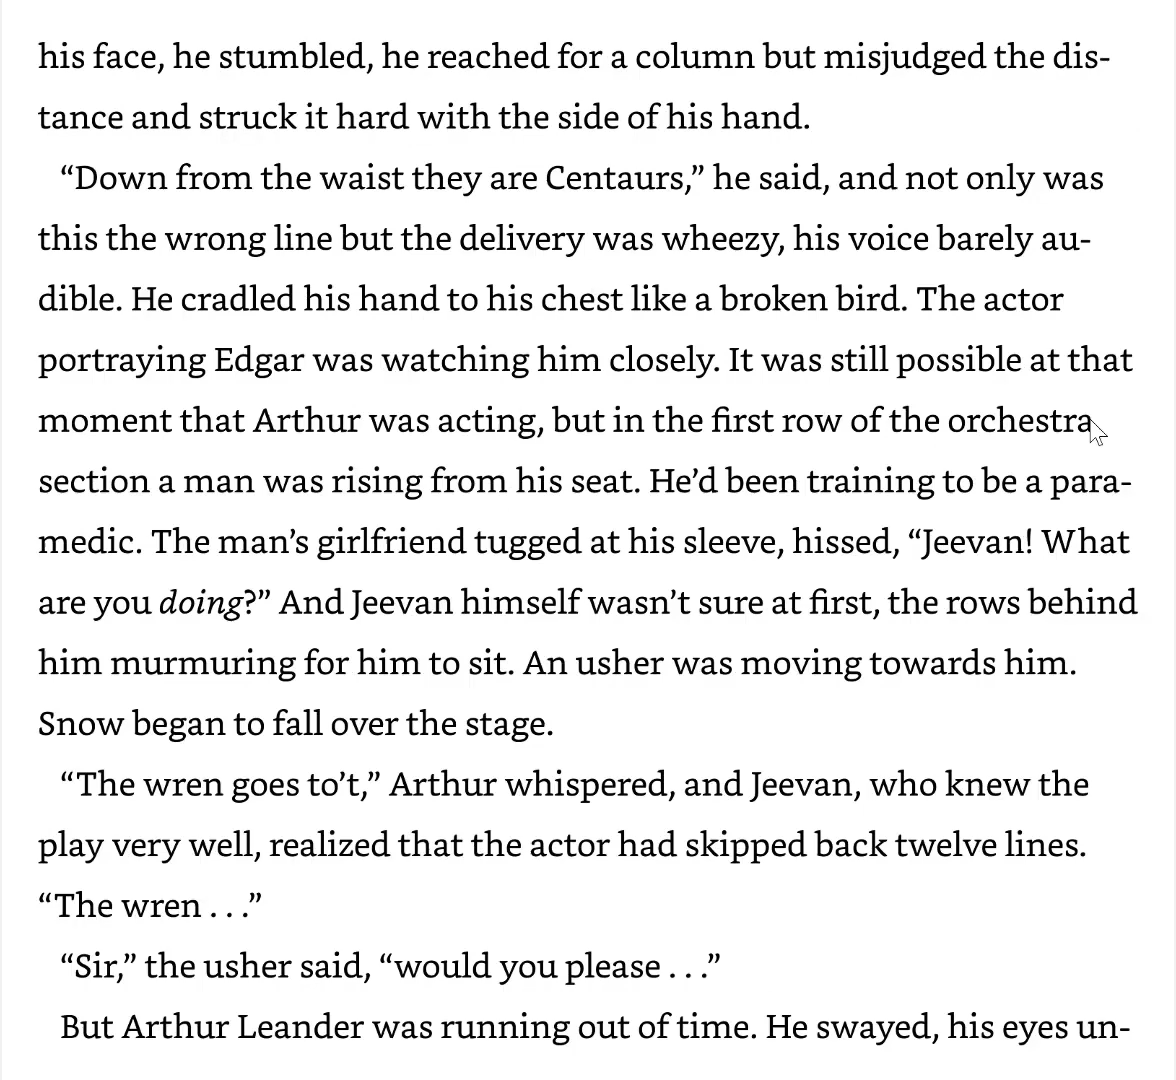 his face, he stumbled, he reached for a column but misjudged the dis-
tance and struck it hard with the side of his hand.
“Down from the waist they are Centaurs,” he said, and not only was
this the wrong line but the delivery was wheezy, his voice barely au-
dible. He cradled his hand to his chest like a broken bird. The actor
portraying Edgar was watching him closely. It was still possible at that
moment that Arthur was acting, but in the first row of the orchestra
section a man was rising from his seat. He’d been training to be a para-
medic. The man’s girlfriend tugged at his sleeve, hissed, “Jeevan! What
are you doing?” And Jeevan himself wasn’t sure at first, the rows behind
him murmuring for him to sit. An usher was moving towards him.
Snow began to fall over the stage.
“The wren goes to’t,” Arthur whispered, and Jeevan, who knew the
play very well, realized that the actor had skipped back twelve lines.
“The wren . . .”
“Sir,” the usher said, “would you please . . .”
But Arthur Leander was running out of time. He swayed, his eyes un-